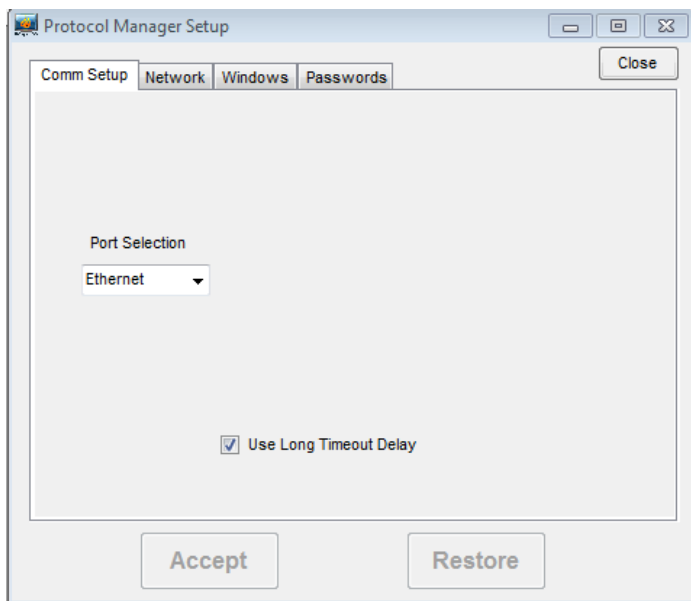 Protocol Manager Setup
Close
Comm Setup Network Windows Passwords
Port Selection
Ethernet
Use Long Timeout Delay
Accept Restore